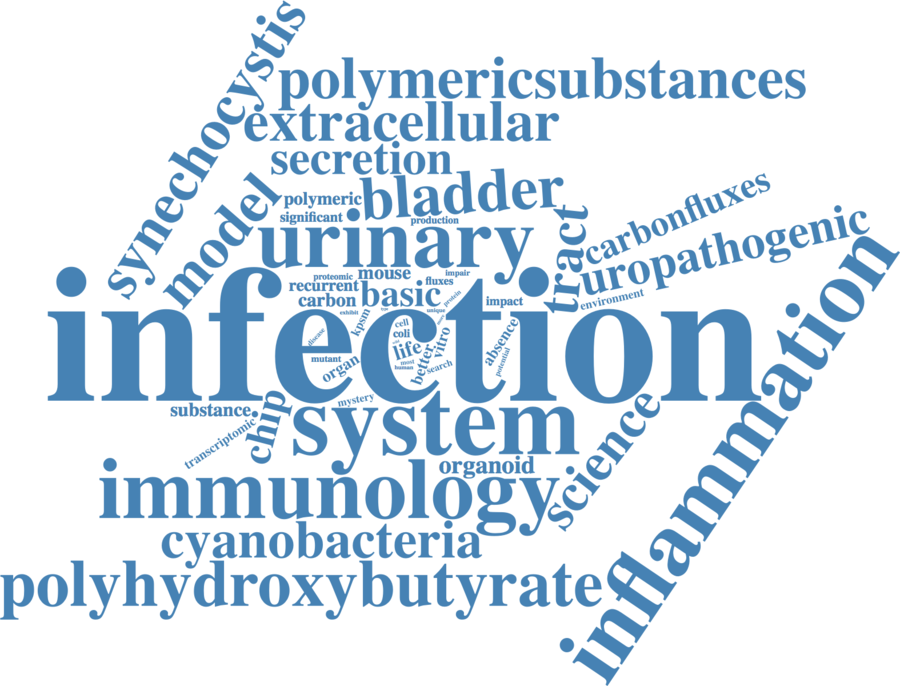 synechocystis
polymericsubstances
extracellular
secretion
model
polymeric
bladder
significant
production
urinary
tract
carbonfluxes
uropathogenic
proteomic
mouse
impair
recurrent
fluxes
carbon
basic
protein
environment
impact
infection
exhibit
kpsm
unique
cell
coli
life
most
human
better
vitro
search
absence
potential
disease
mutant
organ
mystery
substance
chip
system
transcriptomic
science
inflammation
organoid
immunology
cyanobacteria
polyhydroxybutyrate